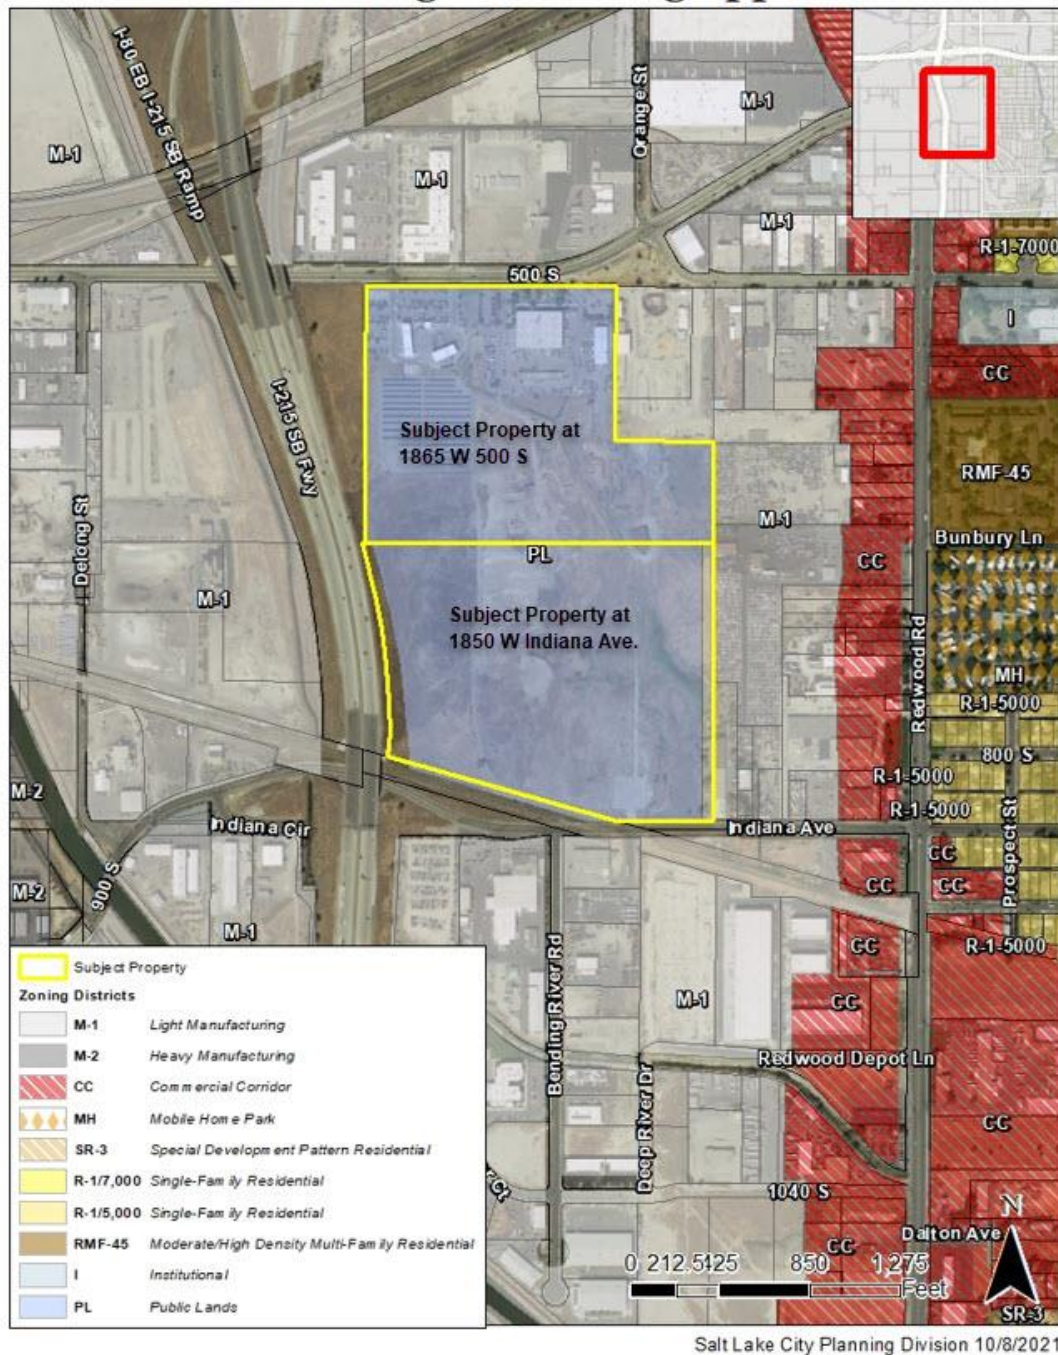 I-80 EB I-215 SB Ramp
Orange St
M-1
M-1
M-1
M-1
R-1-7000
500 S
I
CC
I-215 SB Fwy
Subject Property at
1865 W 500 S
RMF-45
Delong St
M-1
Bunbury Ln
PL
CC
M-1
Subject Property at
1850 W Indiana Ave.
Redwood Rd
MH
R-1-5000
800 S
R-1-5000
M-2
R-1-5000
Indiana Cir
Indiana Ave
Prospect St
CC
CC
CC
M-2
900 S
M-1
CC
R-1-5000
M-1
CC
Bending River Rd
Redwood Depot Ln
Deep River Dr
CC
1040 S
Dalton Ave
CC
N
0 212.5425 850 1,275
Feet
SR-3
Subject Property
Zoning Districts
M-1 Light Manufacturing
M-2 Heavy Manufacturing
CC Commercial Corridor
MH Mobile Home Park
SR-3 Special Development Pattern Residential
R-1/7,000 Single-Family Residential
R-1/5,000 Single-Family Residential
RMF-45 Moderate/High Density Multi-Family Residential
I Institutional
PL Public Lands
Salt Lake City Planning Division 10/8/2021